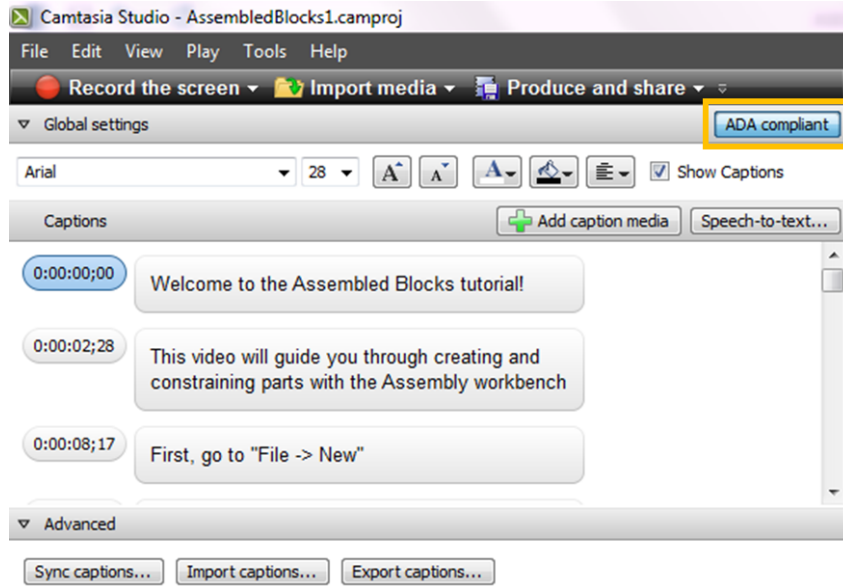 Camtasia Studio - AssembledBlocks1.camproj
File Edit View Play Tools Help
Record the screen Import media Produce and share
Global settings ADA compliant
Arial 28 A A A Show Captions
Captions Add caption media Speech-to-text...
0:00:00;00 Welcome to the Assembled Blocks tutorial!
0:00:02;28 This video will guide you through creating and
constraining parts with the Assembly workbench
0:00:08;17 First, go to "File -> New"
Advanced
Sync captions... Import captions... Export captions...